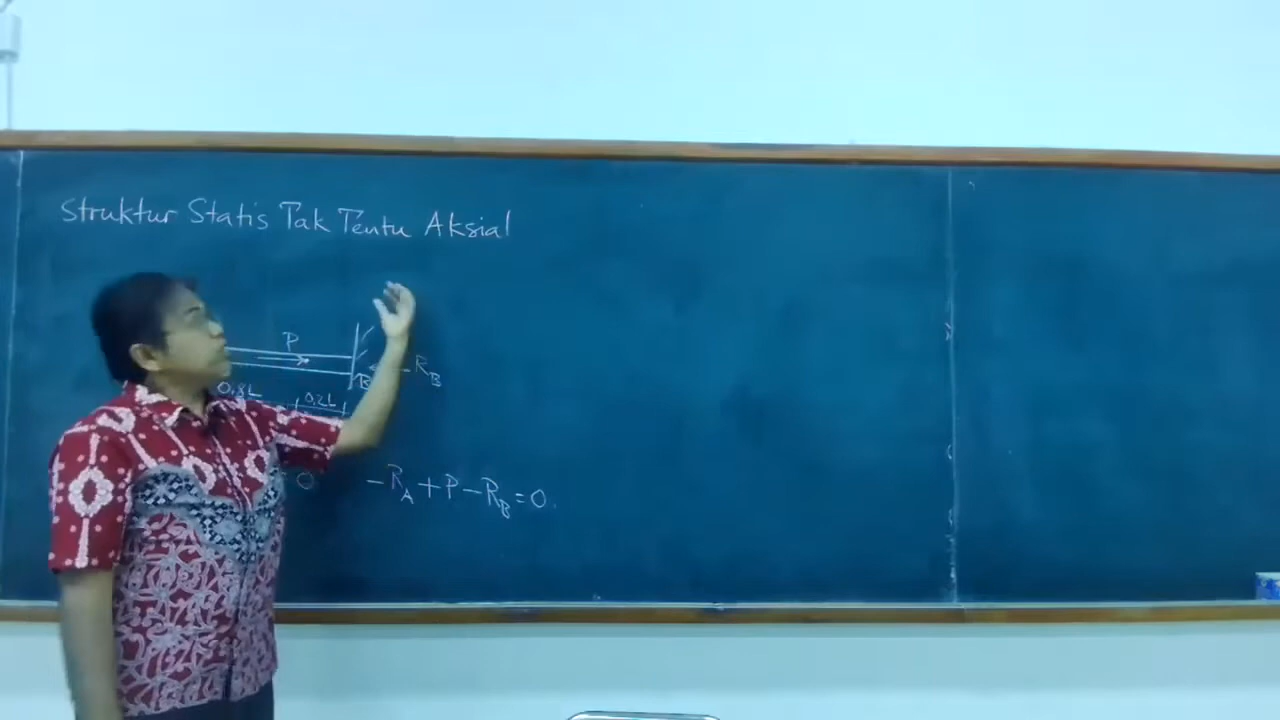 Struktur Statis Tak Tentu Aksial
P
R_B
B
0,8L 0,2L
0 -R_A + P - R_B = 0.